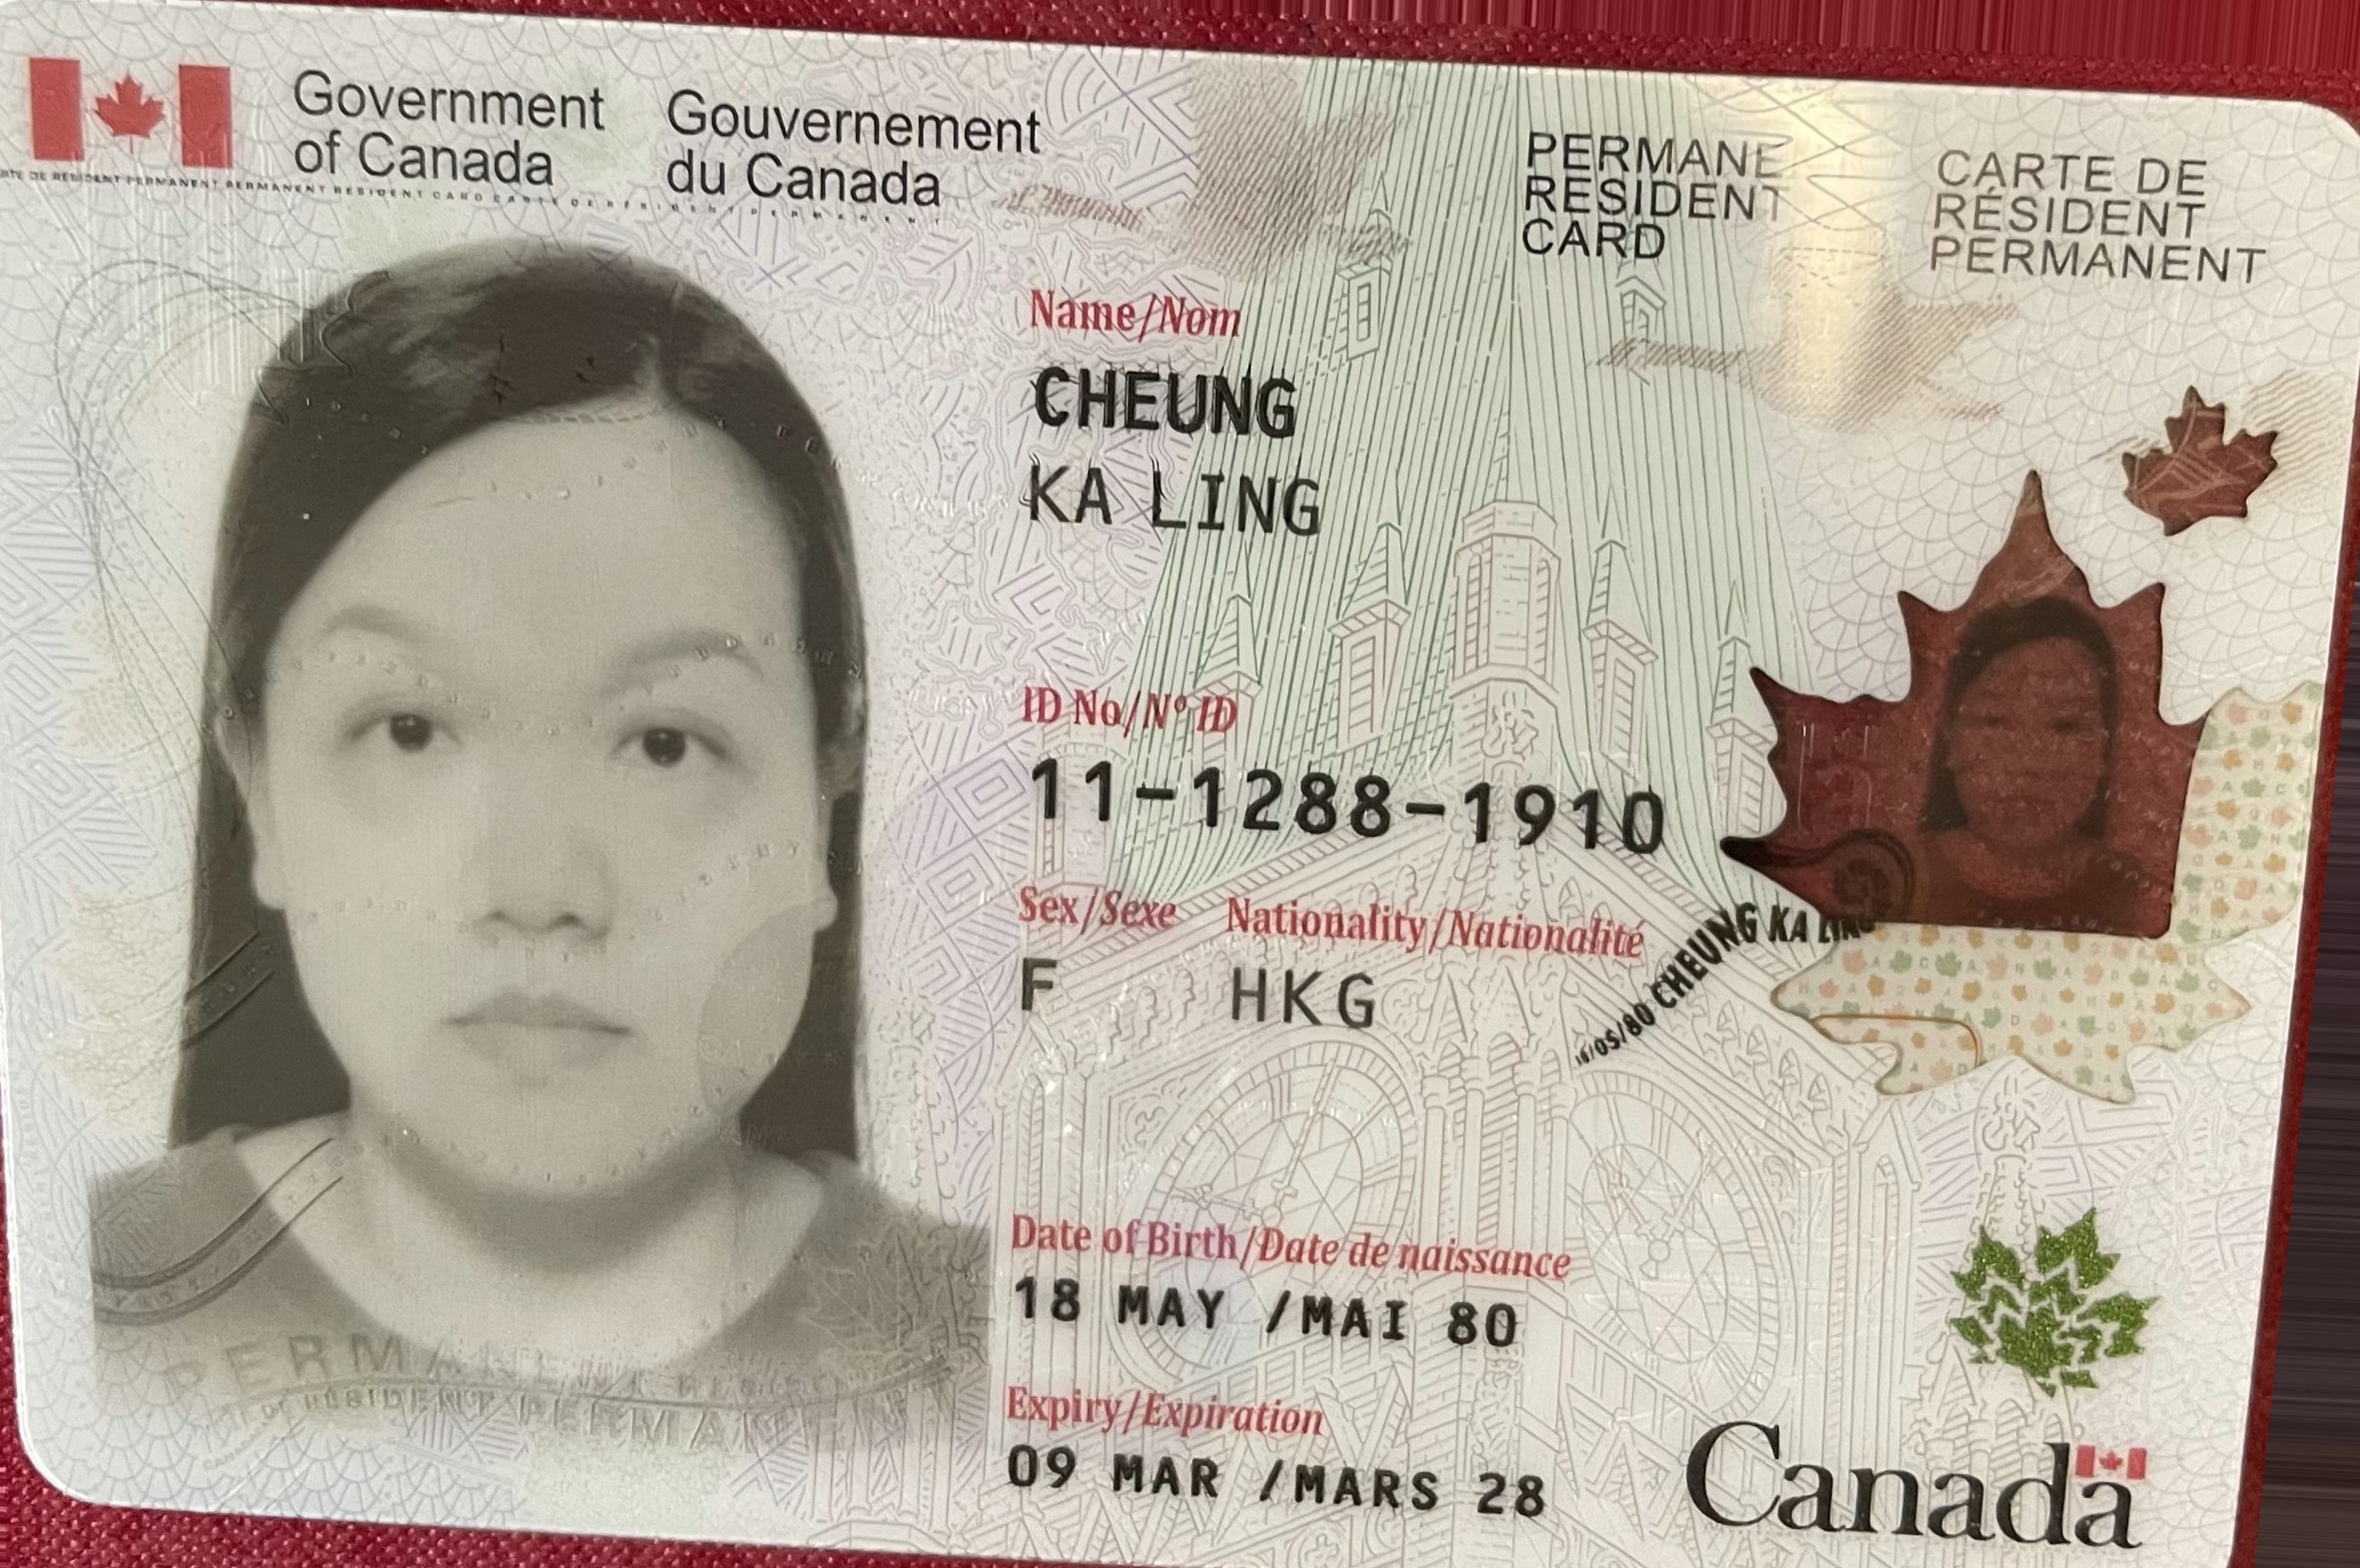 Government
of Canada
Gouvernement
du Canada
PERMANE
RESIDENT
CARD
CARTE DE
RÉSIDENT
PERMANENT
Name/Nom
CHEUNG
KA LING
ID No/Nº ID
11-1288-1910
Sex/Sexe Nationality/Nationalité
F HKG
/05/80 CHEUNG KA LING
Date of Birth/Date de naissance
18 MAY /MAI 80
Expiry/Expiration
09 MAR /MARS 28
Canada